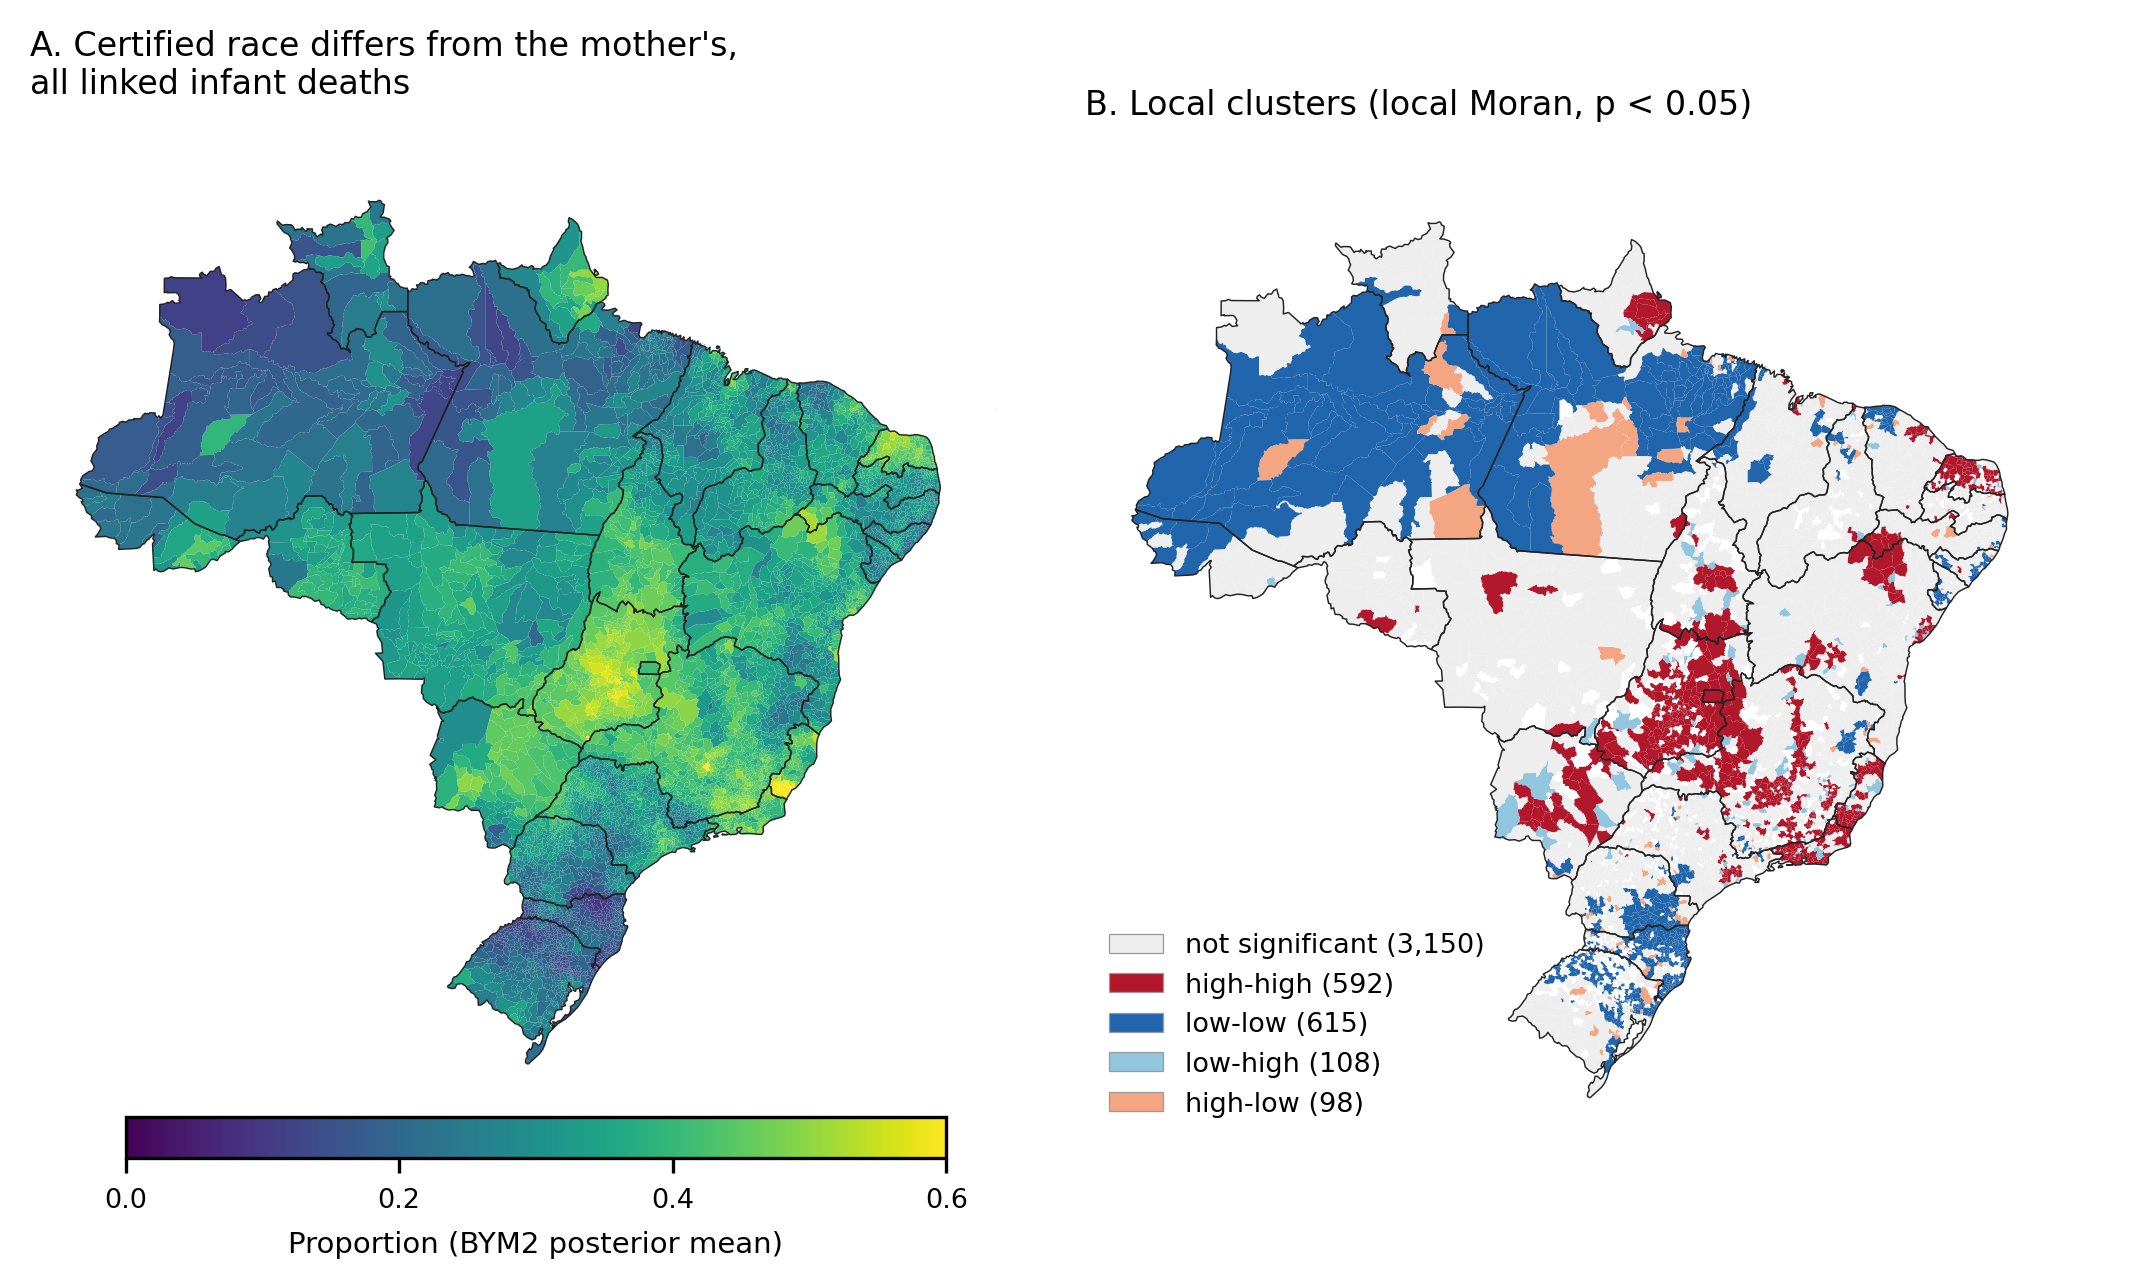 A. Certified race differs from the mother's,
all linked infant deaths
B. Local clusters (local Moran, p < 0.05)
not significant (3,150)
high-high (592)
low-low (615)
low-high (108)
high-low (98)
0.0 0.2 0.4 0.6
Proportion (BYM2 posterior mean)